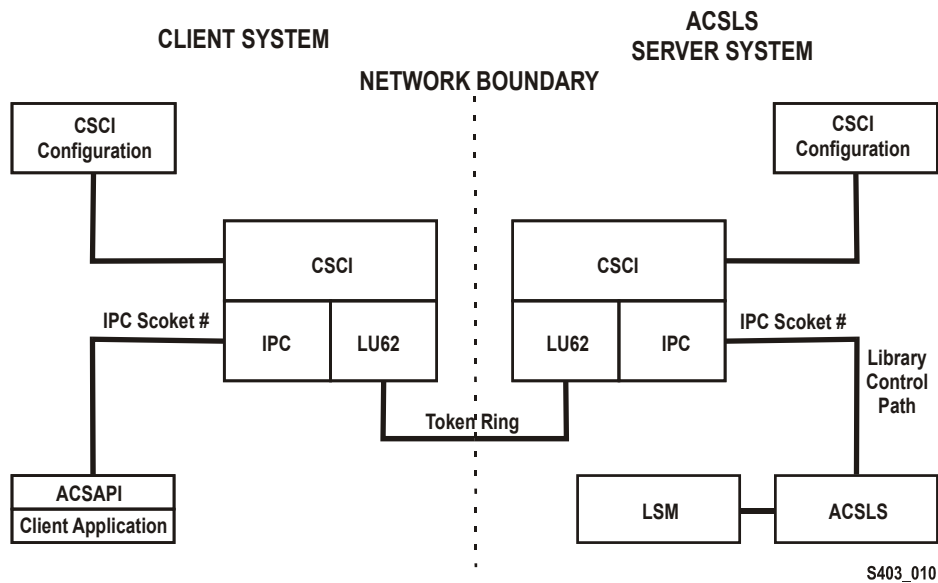 CLIENT SYSTEM
ACSLS
SERVER SYSTEM
NETWORK BOUNDARY
CSCI
Configuration
CSCI
Configuration
CSCI
CSCI
IPC Scoket #
IPC
LU62
LU62
IPC
IPC Scoket #
Library
Control
Path
Token Ring
ACSAPI
Client Application
LSM
ACSLS
S403_010